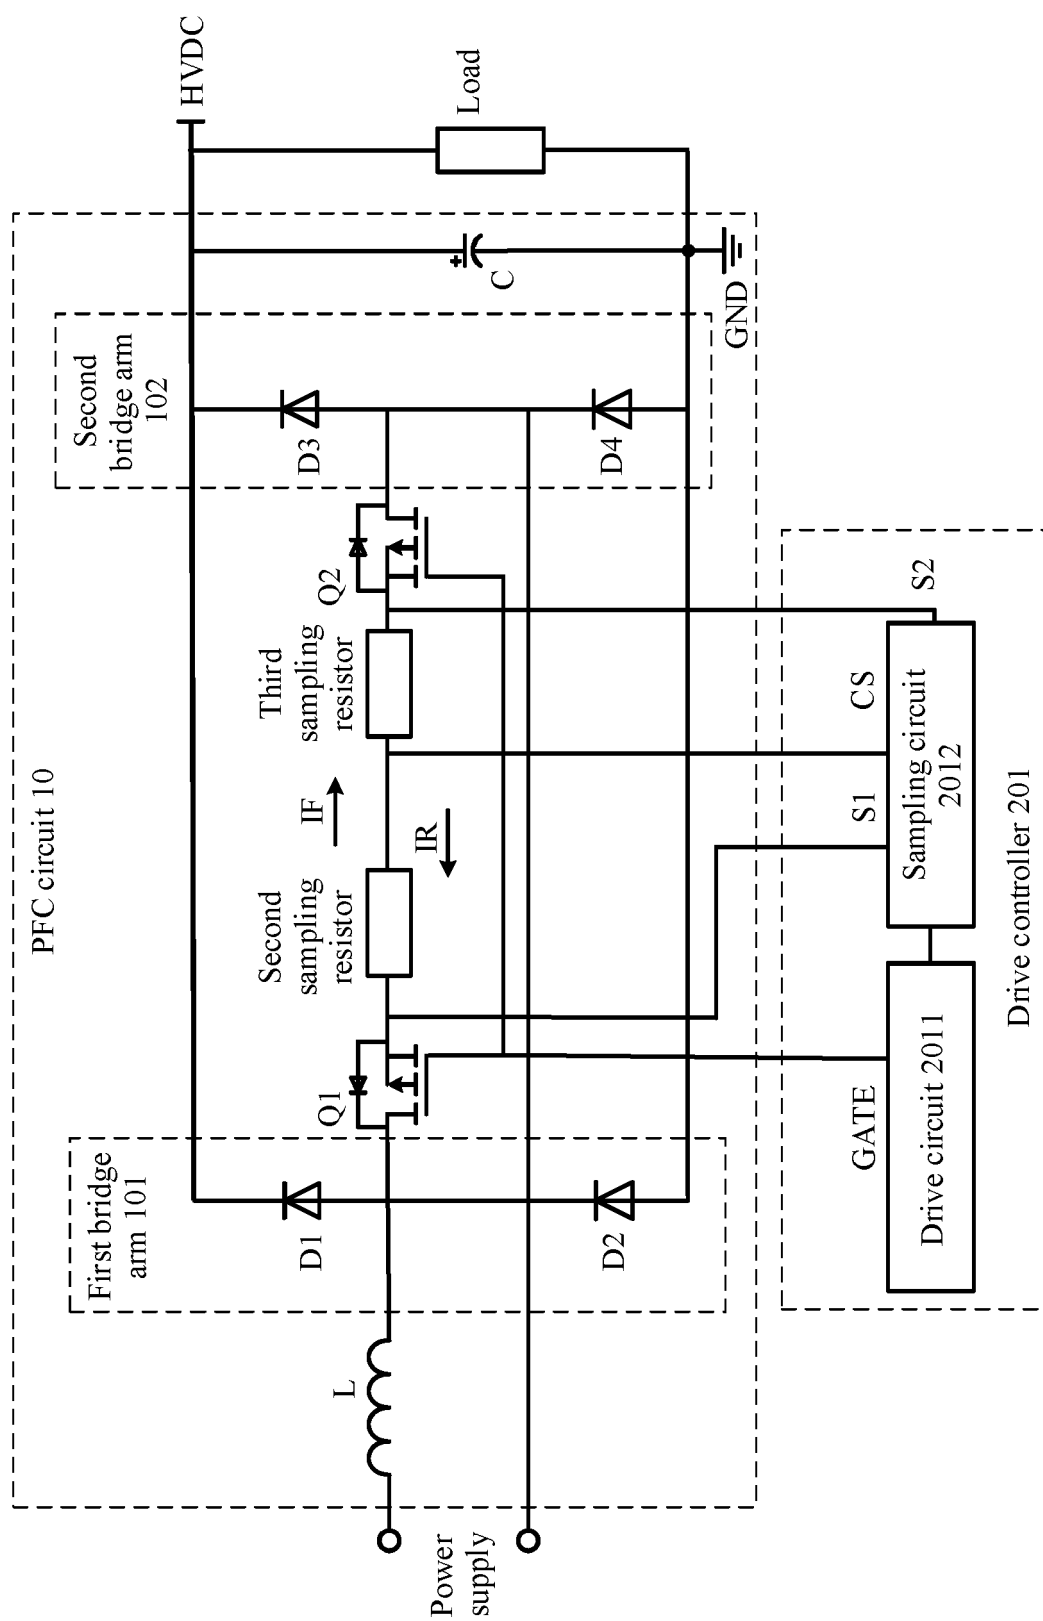 PFC circuit 10
First bridge
arm 101
Second
bridge arm
102
HVDC
L
D1
D2
Q1
Second
sampling
resistor
IF
IR
Third
sampling
resistor
Q2
D3
D4
C
Load
GND
Power
supply
GATE
S1
CS
S2
Drive circuit 2011
Sampling circuit
2012
Drive controller 201